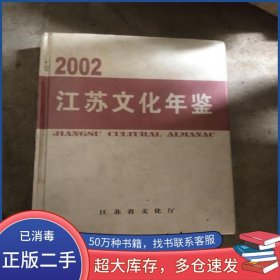 2002
江苏文化年鉴
JIANGSU CULTURAL ALMANAC
江苏省文化厅
已消毒
正版二手
50万种书籍，找书联系客服
超大库存，多仓速发